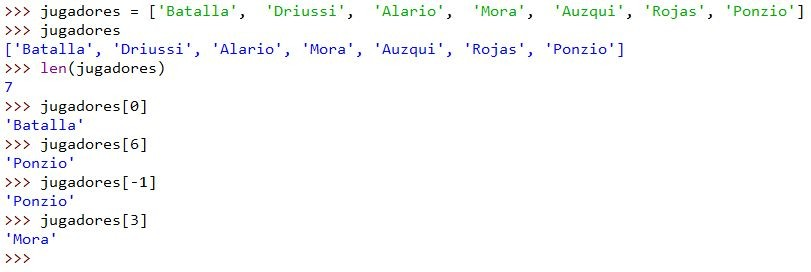 >>> jugadores = ['Batalla',  'Driussi',  'Alario',  'Mora',  'Auzqui', 'Rojas', 'Ponzio']
>>> jugadores
['Batalla', 'Driussi', 'Alario', 'Mora', 'Auzqui', 'Rojas', 'Ponzio']
>>> len(jugadores)
7
>>> jugadores[0]
'Batalla'
>>> jugadores[6]
'Ponzio'
>>> jugadores[-1]
'Ponzio'
>>> jugadores[3]
'Mora'
>>>